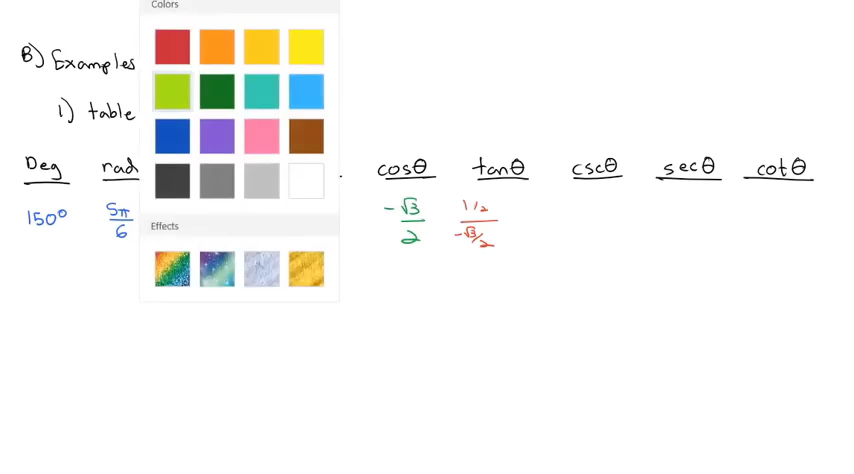 Colors
B) Examples
1) table
Deg rad cosθ tanθ cscθ secθ cotθ
150° 5π/6 -√3/2 1/2/-√3/2
Effects